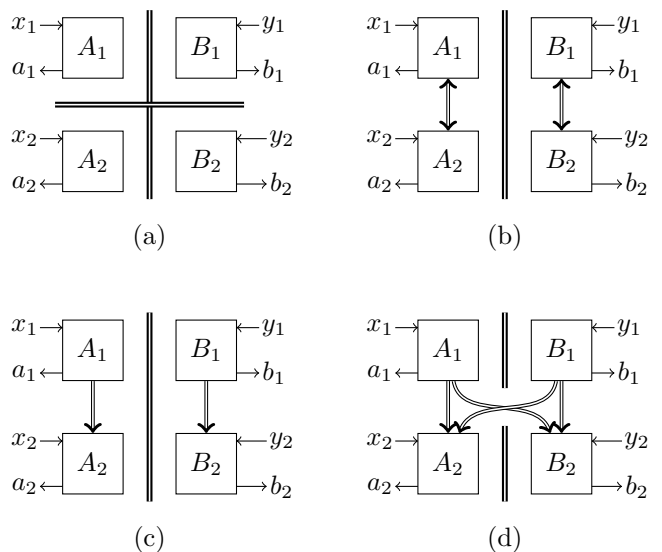 x₁ A₁ B₁ y₁ x₁ A₁ B₁ y₁
a₁ b₁ a₁ b₁
x₂ A₂ B₂ y₂ x₂ A₂ B₂ y₂
a₂ b₂ a₂ b₂
(a) (b)
x₁ A₁ B₁ y₁ x₁ A₁ B₁ y₁
a₁ b₁ a₁ b₁
x₂ A₂ B₂ y₂ x₂ A₂ B₂ y₂
a₂ b₂ a₂ b₂
(c) (d)